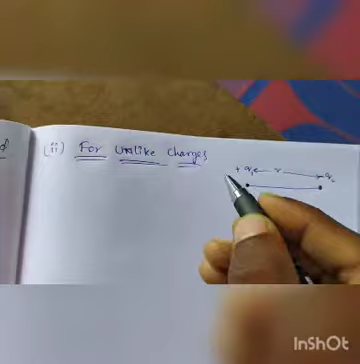 (ii) For Unlike Charges
+ q₁ ← r → - q₂
InShOt